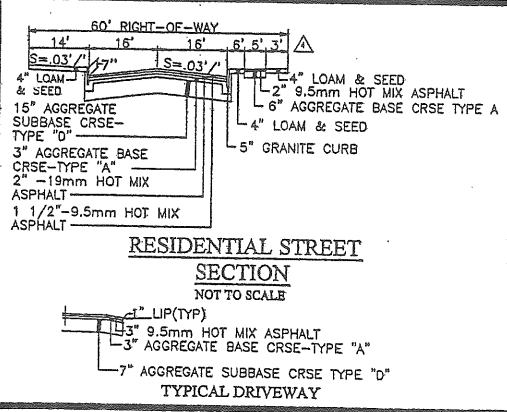 60' RIGHT-OF-WAY
14' 16' 16' 6' 5' 3' 4
S=.03'/' 7" S=.03'/'
4" LOAM
& SEED
15" AGGREGATE
SUBBASE CRSE-
TYPE "D"
3" AGGREGATE BASE
CRSE-TYPE "A"
2" -19mm HOT MIX
ASPHALT
1 1/2"-9.5mm HOT MIX
ASPHALT
4" LOAM & SEED
2" 9.5mm HOT MIX ASPHALT
6" AGGREGATE BASE CRSE TYPE A
4" LOAM & SEED
5" GRANITE CURB
RESIDENTIAL STREET
SECTION
NOT TO SCALE
1" LIP(TYP)
3" 9.5mm HOT MIX ASPHALT
3" AGGREGATE BASE CRSE-TYPE "A"
7" AGGREGATE SUBBASE CRSE TYPE "D"
TYPICAL DRIVEWAY